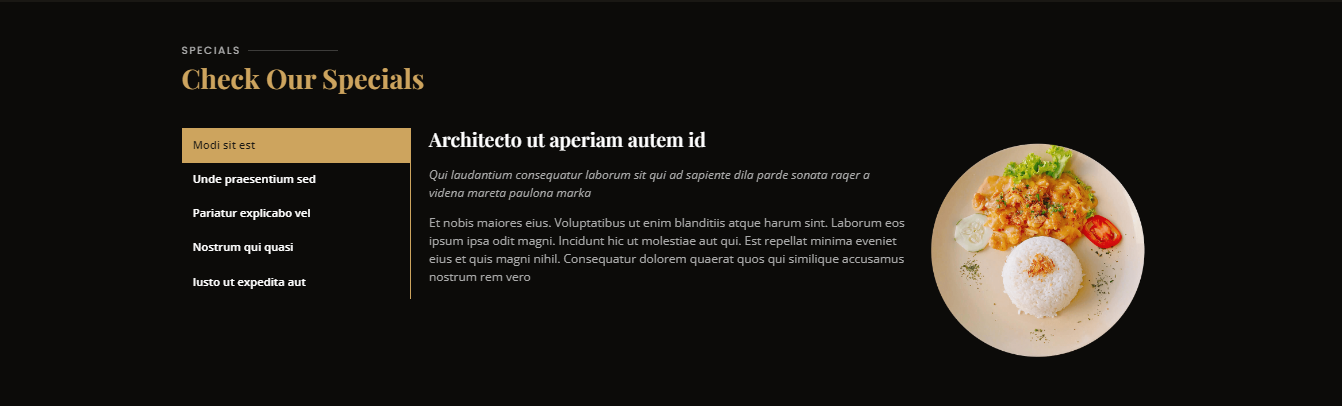 SPECIALS
Check Our Specials
Modi sit est
Unde praesentium sed
Pariatur explicabo vel
Nostrum qui quasi
Iusto ut expedita aut
Architecto ut aperiam autem id
Qui laudantium consequatur laborum sit qui ad sapiente dila parde sonata raqer a
videna mareta paulona marka
Et nobis maiores eius. Voluptatibus ut enim blanditiis atque harum sint. Laborum eos
ipsum ipsa odit magni. Incidunt hic ut molestiae aut qui. Est repellat minima eveniet
eius et quis magni nihil. Consequatur dolorem quaerat quos qui similique accusamus
nostrum rem vero